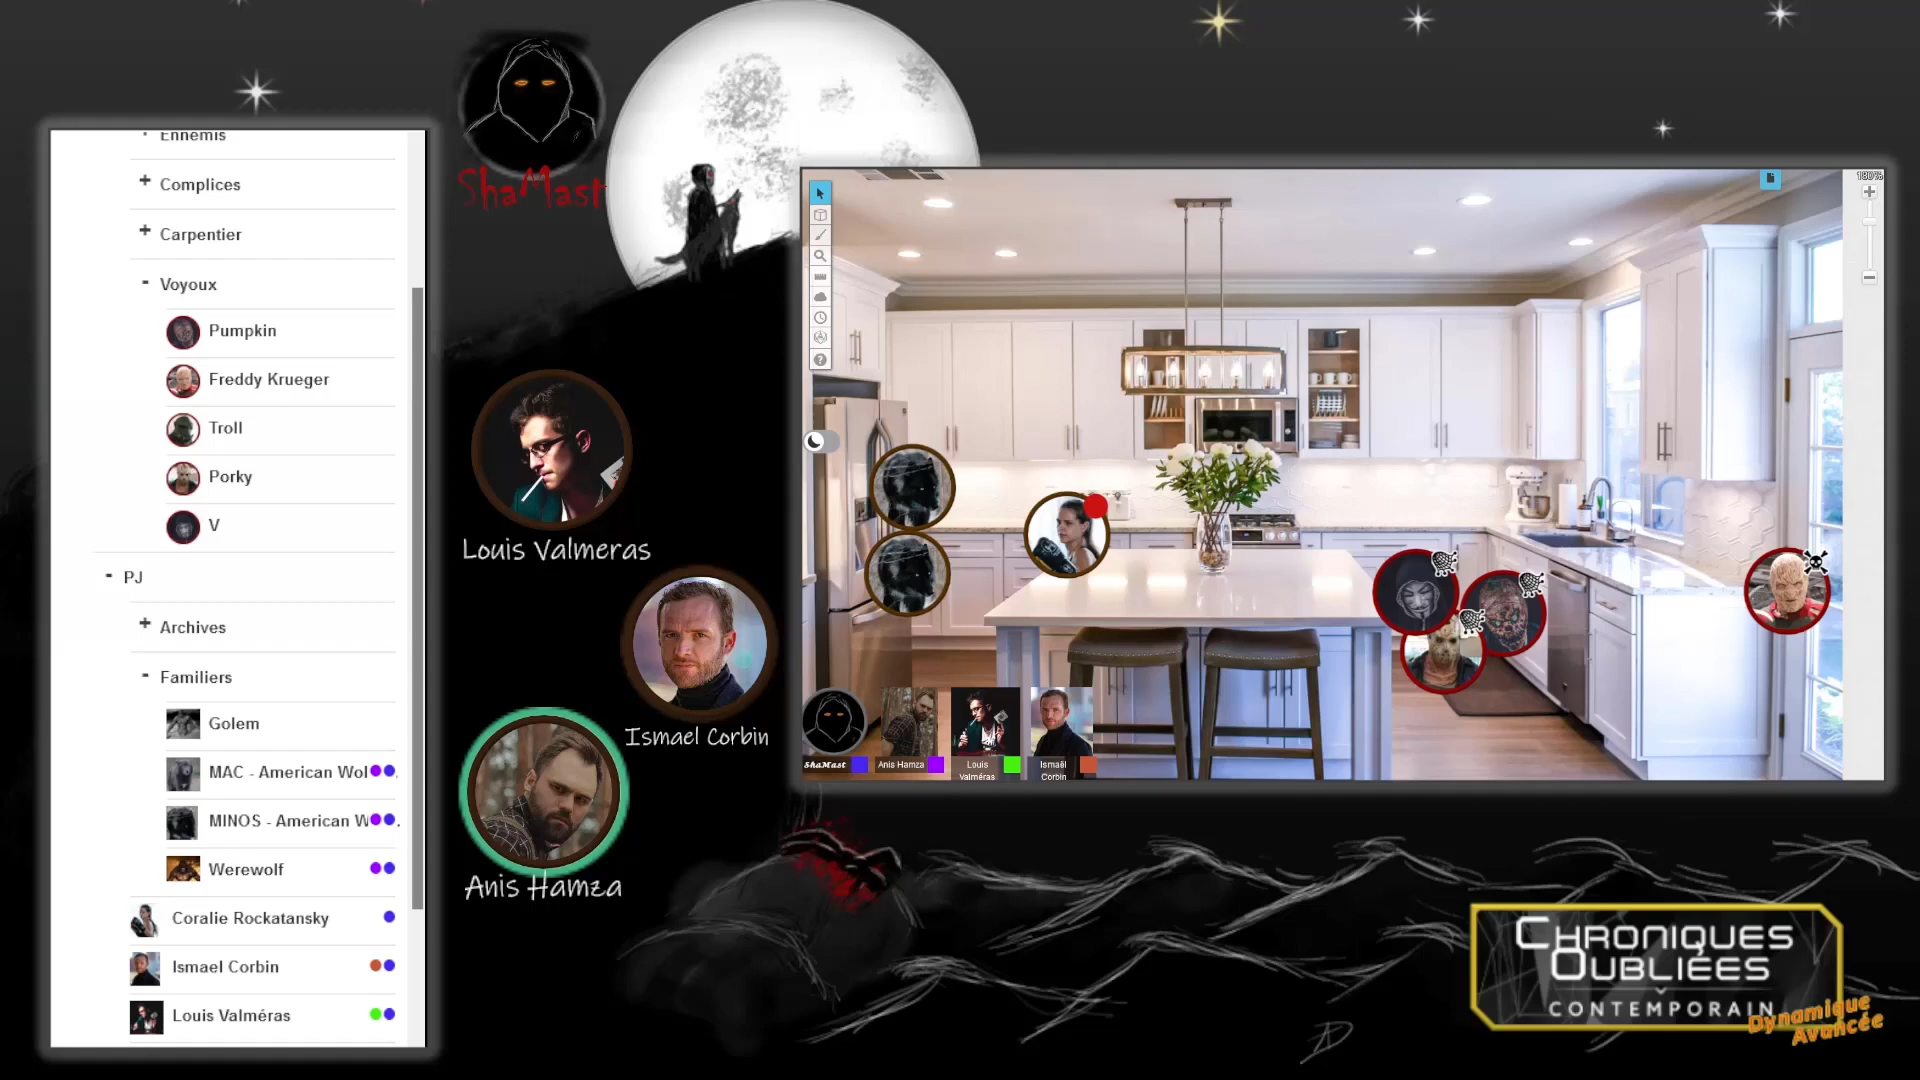 Ennemis
+ Complices
+ Carpentier
- Voyoux
Pumpkin
Freddy Krueger
Troll
Porky
V
- PJ
+ Archives
- Familiers
Golem
MAC - American Wol
MINOS - American W
Werewolf
Coralie Rockatansky
Ismael Corbin
Louis Valméras
ShaMast
Louis Valmeras
Ismael Corbin
Anis Hamza
180%
ShaMast
Anis Hamza
Louis
Valméras
Ismaël
Corbin
CHRONIQUES
OUBLIÉES
CONTEMPORAIN
Dynamique
Avancée